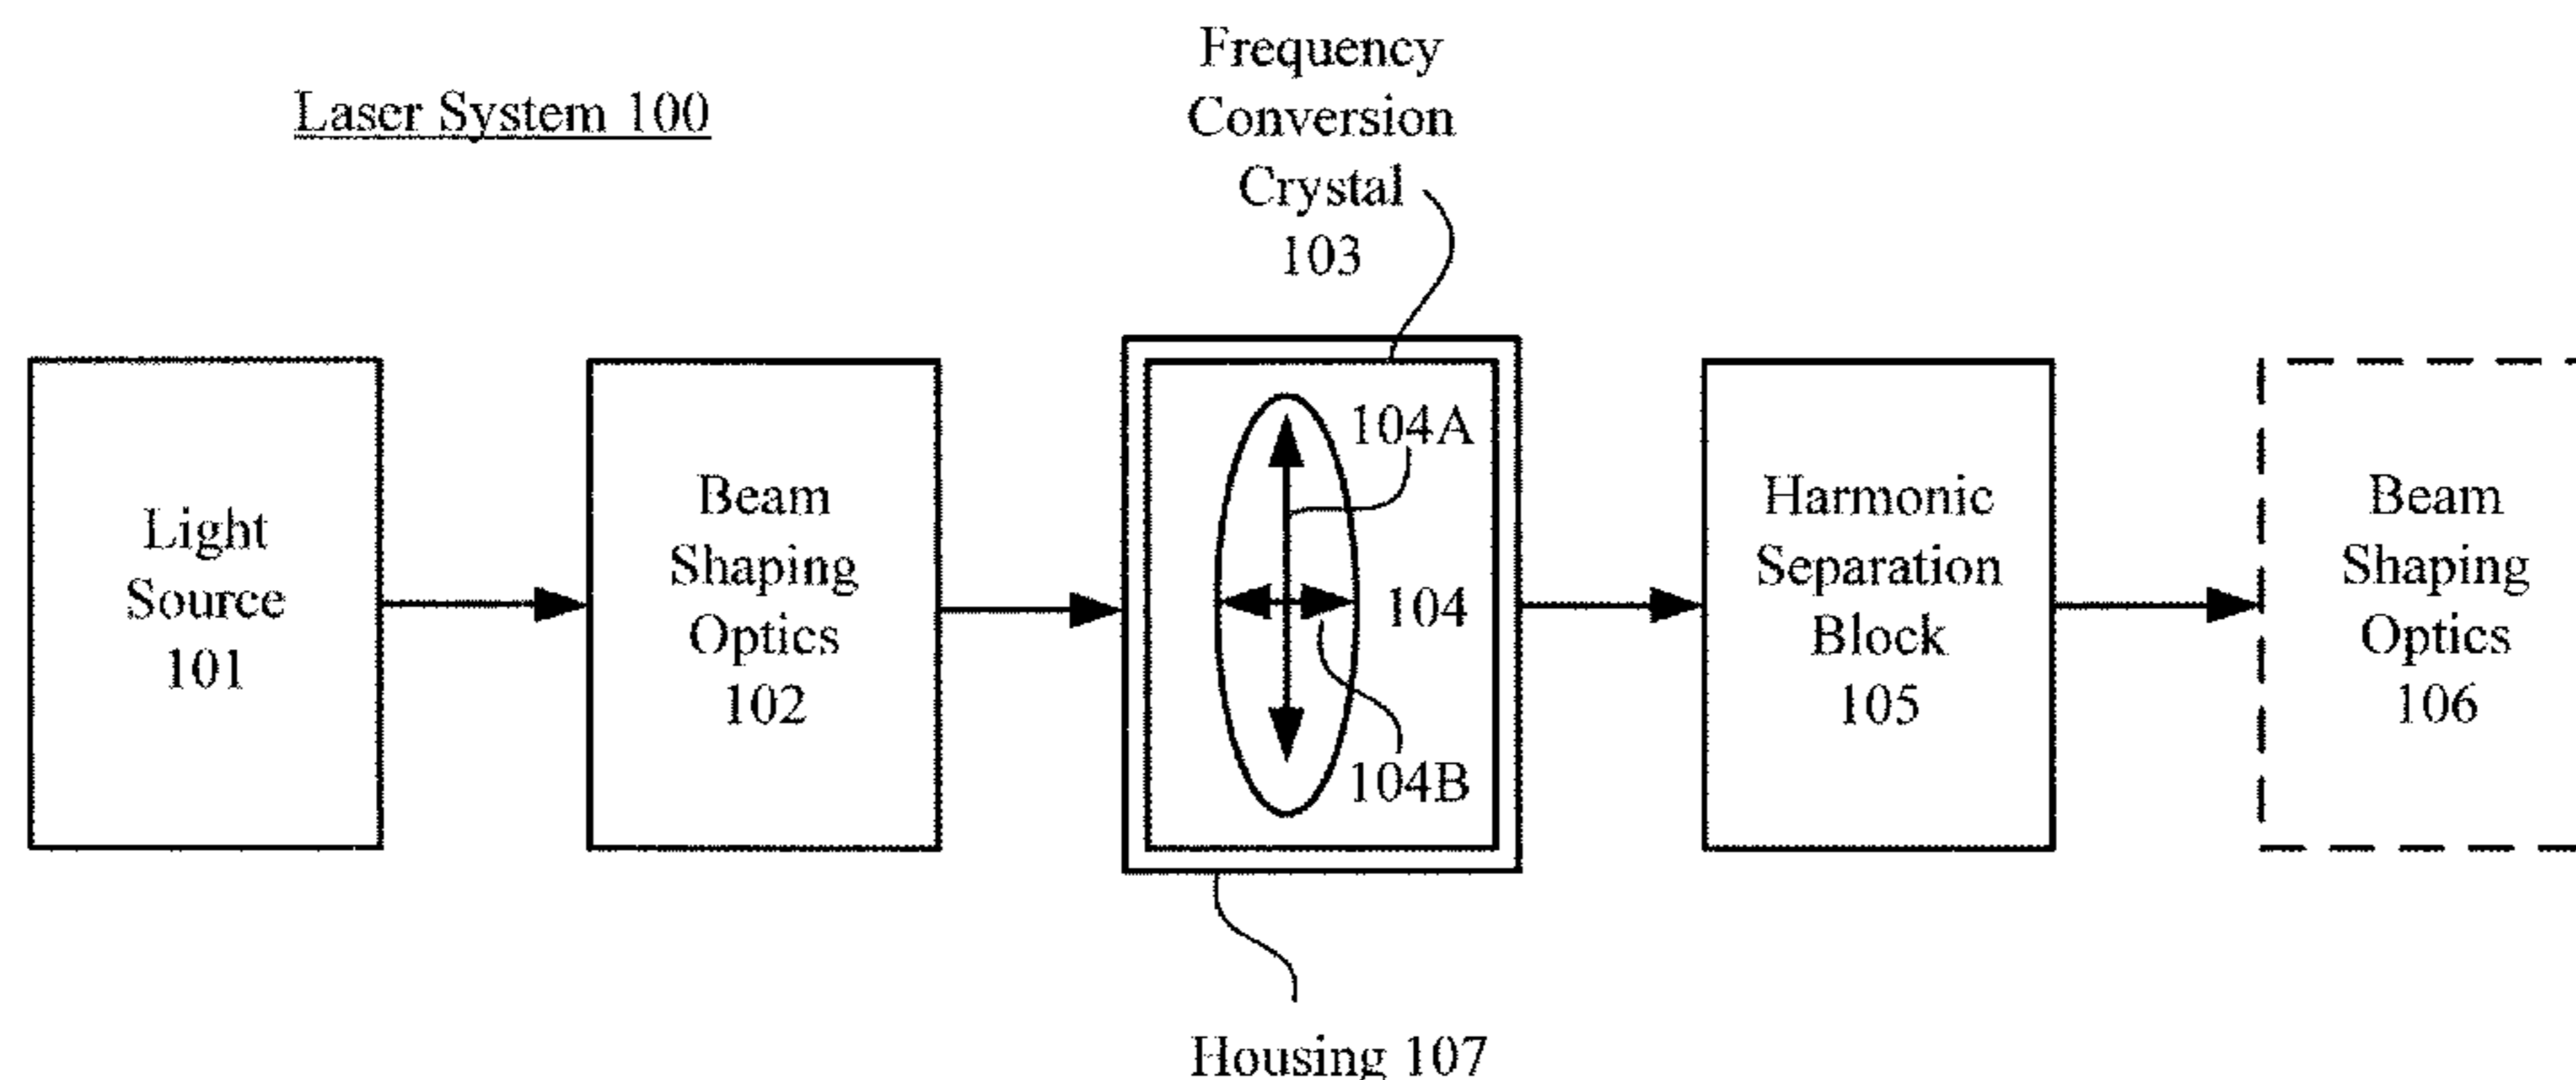 Laser System 100
Frequency
Conversion
Crystal
103
Light
Source
101
Beam
Shaping
Optics
102
104A
104
104B
Harmonic
Separation
Block
105
Beam
Shaping
Optics
106
Housing 107